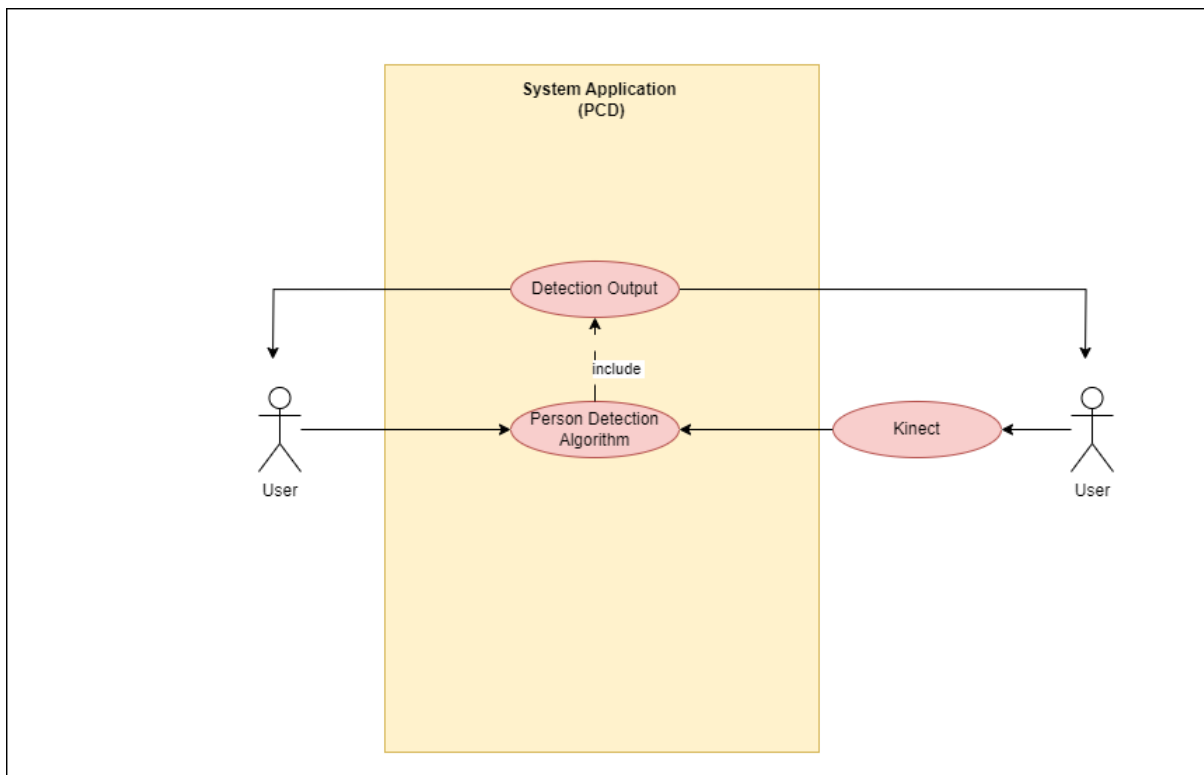 System Application
(PCD)
Detection Output
include
Person Detection
Algorithm
Kinect
User
User